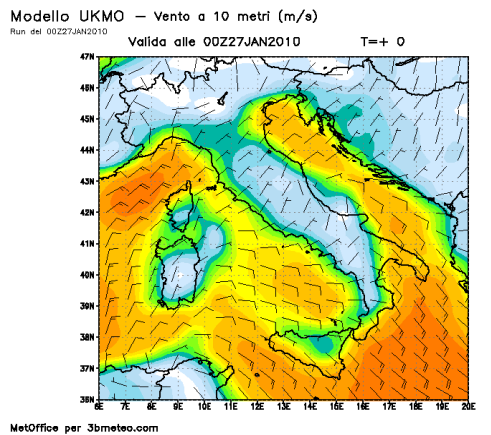 Modello UKMO – Vento a 10 metri (m/s)
Run del 00Z27JAN2010
Valida alle 00Z27JAN2010 T=+ 0
47N
46N
45N
44N
43N
42N
41N
40N
39N
38N
37N
36N
6E 7E 8E 9E 10E 11E 12E 13E 14E 15E 16E 17E 18E 19E 20E
MetOffice per 3bmeteo.com